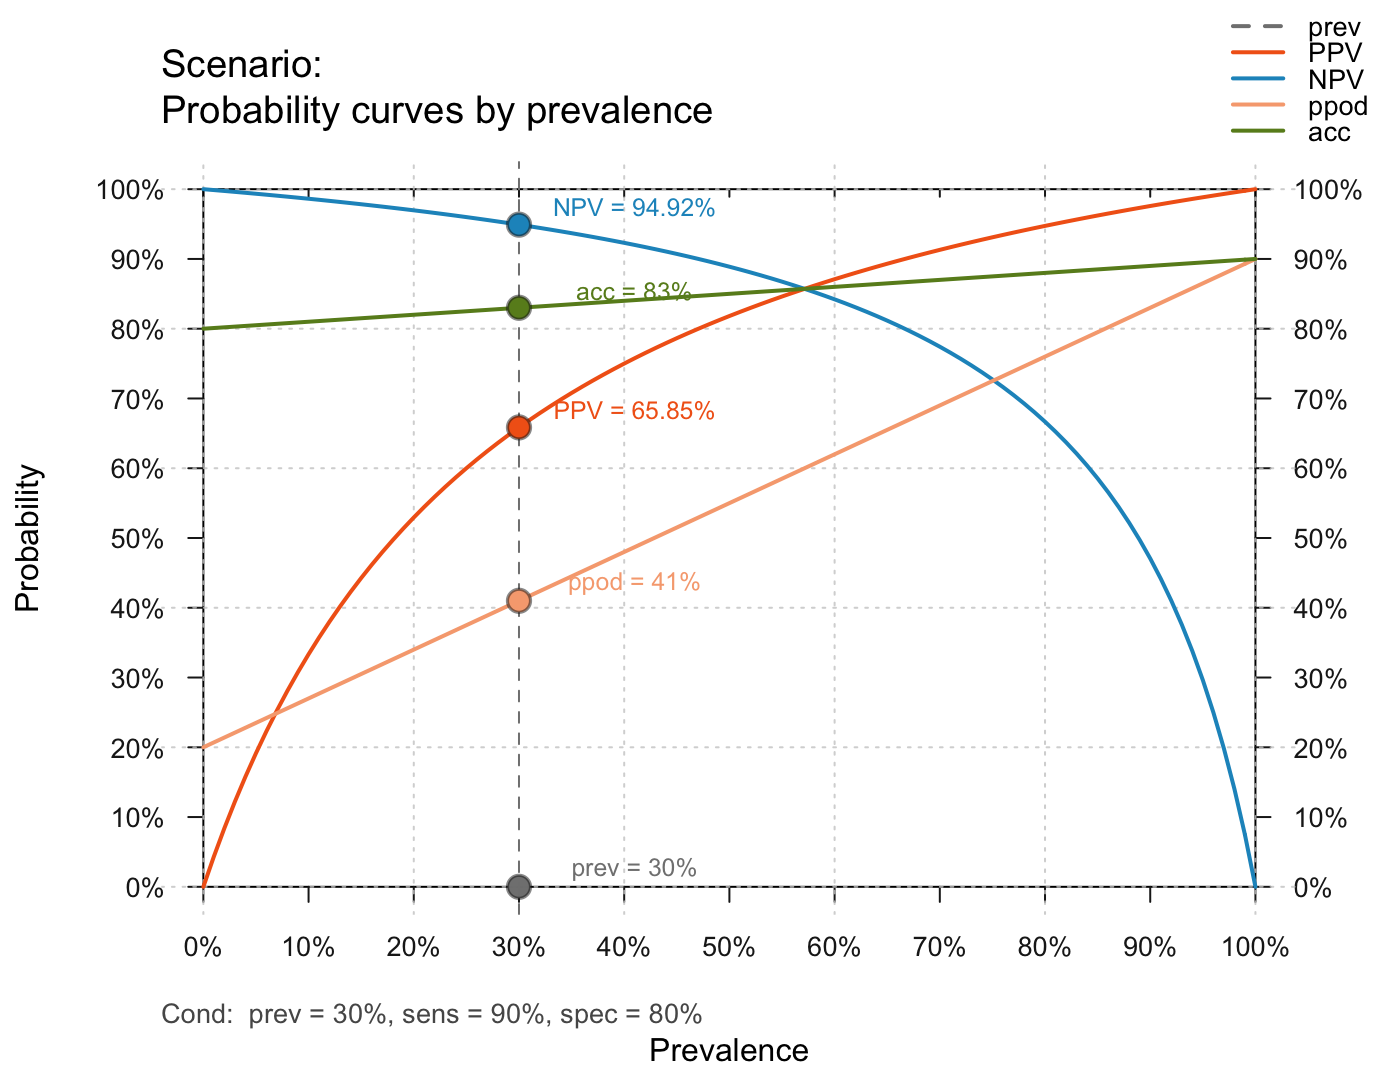 prev
PPV
NPV
ppod
acc
Scenario:
Probability curves by prevalence
100%
90%
80%
70%
60%
50%
40%
30%
20%
10%
0%
Probability
NPV = 94.92%
acc = 83%
PPV = 65.85%
ppod = 41%
prev = 30%
100%
90%
80%
70%
60%
50%
40%
30%
20%
10%
0%
0% 10% 20% 30% 40% 50% 60% 70% 80% 90% 100%
Cond: prev = 30%, sens = 90%, spec = 80%
Prevalence